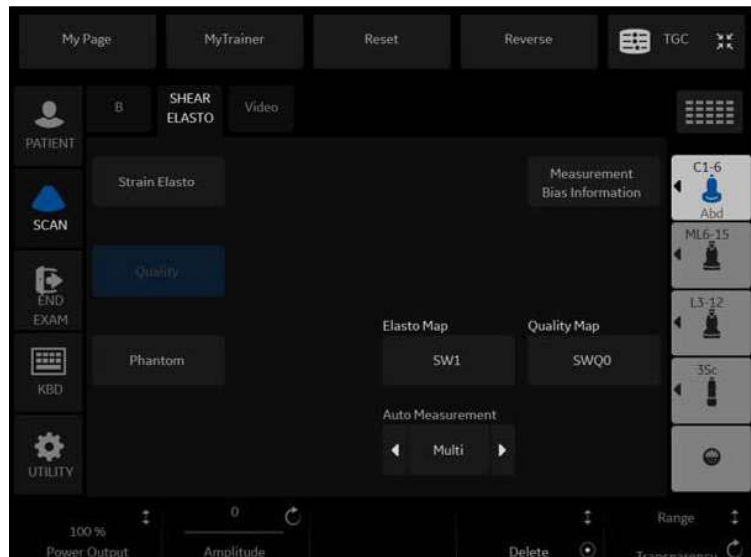 My Page
MyTrainer
Reset
Reverse
TGC
PATIENT
SCAN
END
EXAM
KBD
UTILITY
B
SHEAR
ELASTO
Video
Strain Elasto
Measurement
Bias Information
Quality
Phantom
Elasto Map
Quality Map
SW1
SWQ0
Auto Measurement
Multi
C1-6
Abd
ML6-15
L3-12
3Sc
100 %
Power Output
0
Amplitude
Delete
Range
Transparency